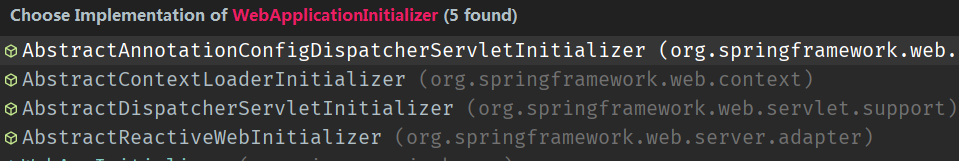 Choose Implementation of WebApplicationInitializer (5 found)
AbstractAnnotationConfigDispatcherServletInitializer (org.springframework.web.
AbstractContextLoaderInitializer (org.springframework.web.context)
AbstractDispatcherServletInitializer (org.springframework.web.servlet.support)
AbstractReactiveWebInitializer (org.springframework.web.server.adapter)